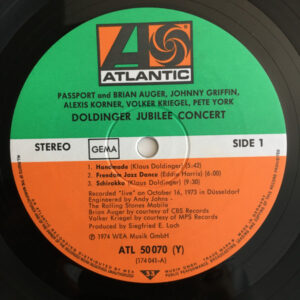 ATLANTIC
PASSPORT and BRIAN AUGER, JOHNNY GRIFFIN,
ALEXIS KORNER, VOLKER KRIEGEL, PETE YORK
DOLDINGER JUBILEE CONCERT
STEREO GEMA SIDE 1
1. Handmade (Klaus Doldinger) (5:42)
2. Freedom Jazz Dance (Eddie Harris) (6:00)
3. Schirokko (Klaus Doldinger) (9:30)
Recorded "live" on October 16, 1973 in Düsseldorf
Engineered by Andy Johns -
The Rolling Stones Mobile
Brian Auger by courtesy of CBS Records
Volker Kriegel by courtesy of MPS Records
Produced by Siegfried E. Loch
℗ 1974 WEA Musik GmbH
ATL 50 070 (Y)
(174 041-A)